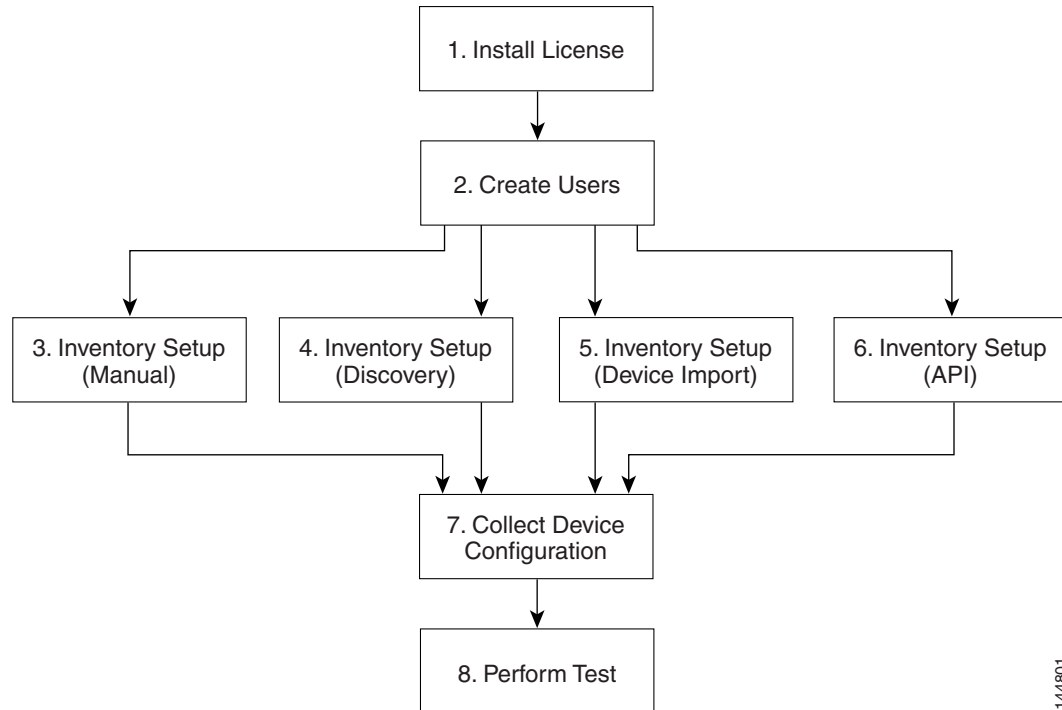 1. Install License
2. Create Users
3. Inventory Setup
(Manual)
4. Inventory Setup
(Discovery)
5. Inventory Setup
(Device Import)
6. Inventory Setup
(API)
7. Collect Device
Configuration
8. Perform Test
144801